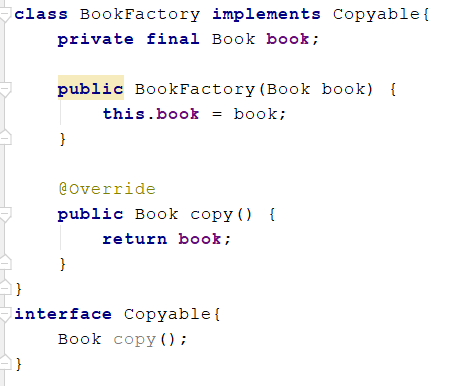 class BookFactory implements Copyable{
    private final Book book;

    public BookFactory(Book book) {
        this.book = book;
    }

    @Override
    public Book copy() {
        return book;
    }
}
interface Copyable{
    Book copy();
}